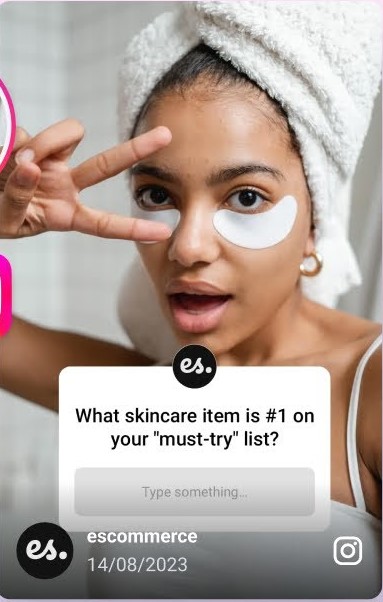 es.
What skincare item is #1 on
your "must-try" list?
Type something...
es.
escommerce
14/08/2023